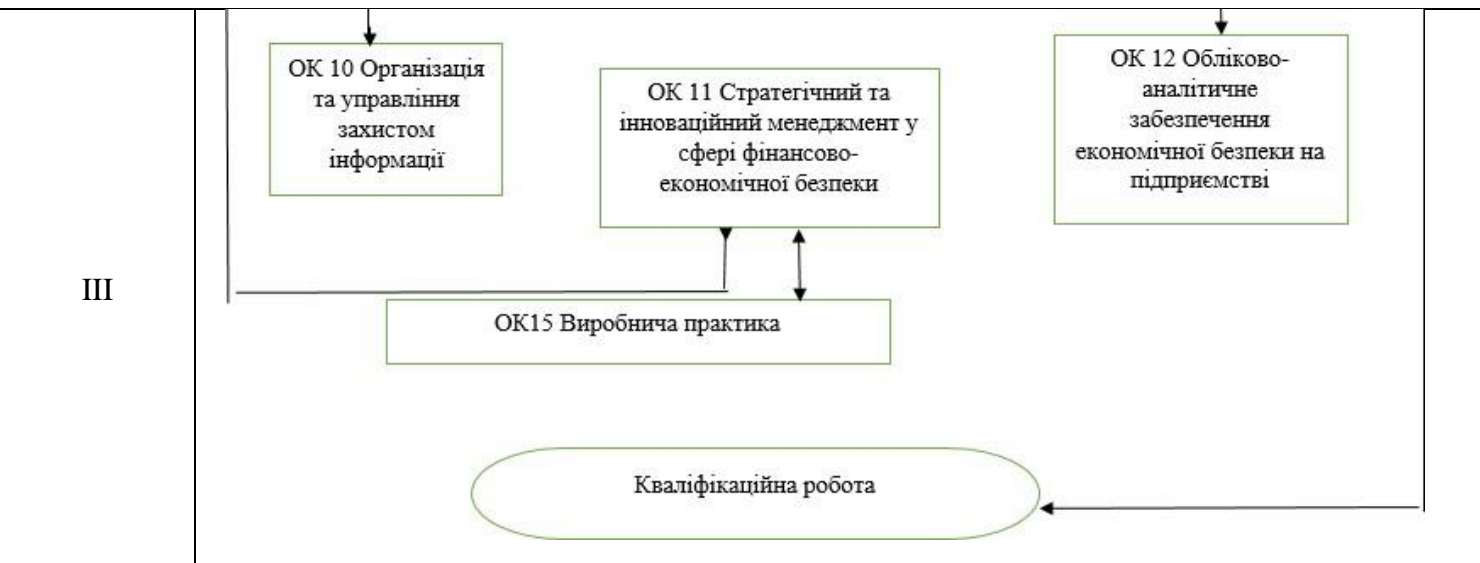 ОК 10 Організація
та управління
захистом
інформації
ОК 11 Стратегічний та
інноваційний менеджмент у
сфері фінансово-
економічної безпеки
ОК 12 Обліково-
аналітичне
забезпечення
економічної безпеки на
підприємстві
III
ОК15 Виробнича практика
Кваліфікаційна робота